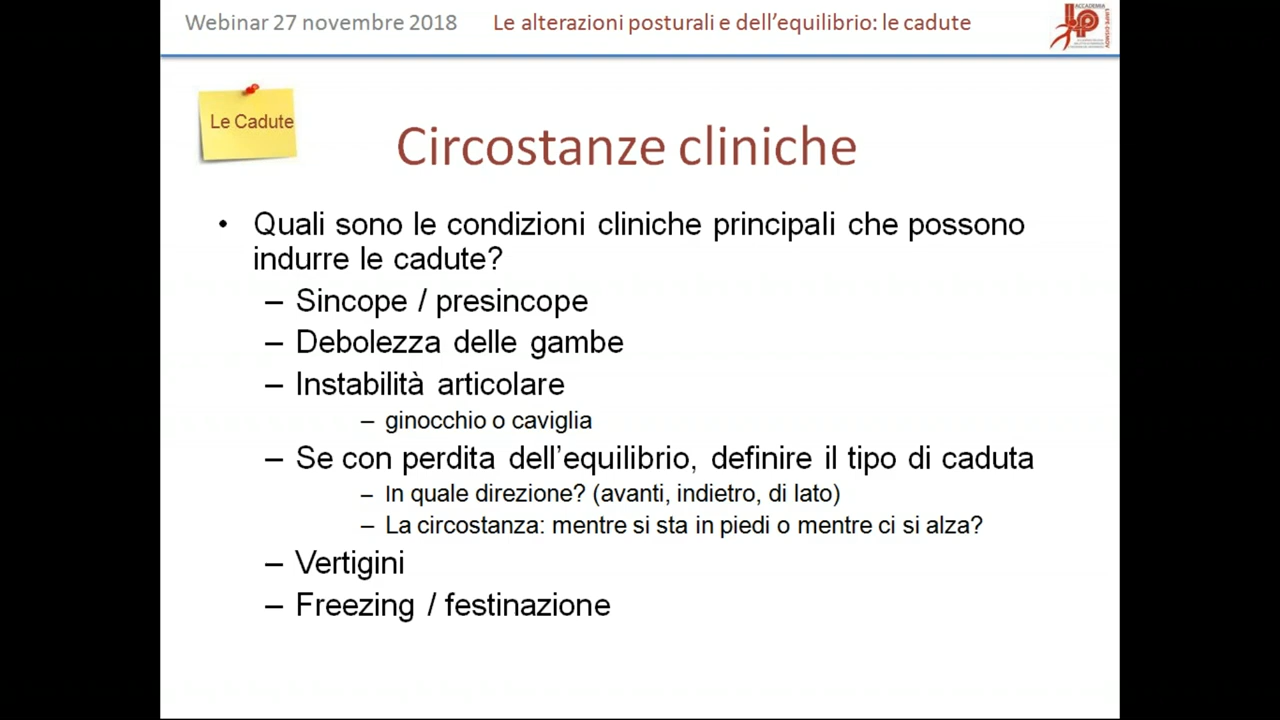 Webinar 27 novembre 2018 Le alterazioni posturali e dell’equilibrio: le cadute
ACCADEMIA
LIMPE-DISMOV
Le Cadute
Circostanze cliniche
• Quali sono le condizioni cliniche principali che possono
indurre le cadute?
– Sincope / presincope
– Debolezza delle gambe
– Instabilità articolare
– ginocchio o caviglia
– Se con perdita dell’equilibrio, definire il tipo di caduta
– In quale direzione? (avanti, indietro, di lato)
– La circostanza: mentre si sta in piedi o mentre ci si alza?
– Vertigini
– Freezing / festinazione